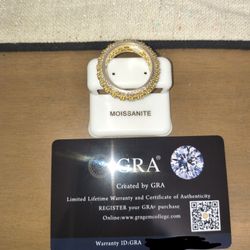 MOISSANITE
GRA®
Created by GRA
Limited Lifetime Warranty and Certificate of Authenticity
REGISTER your GRA® purchase
Online:www.gragemcollege.com
Warranty ID:GRA